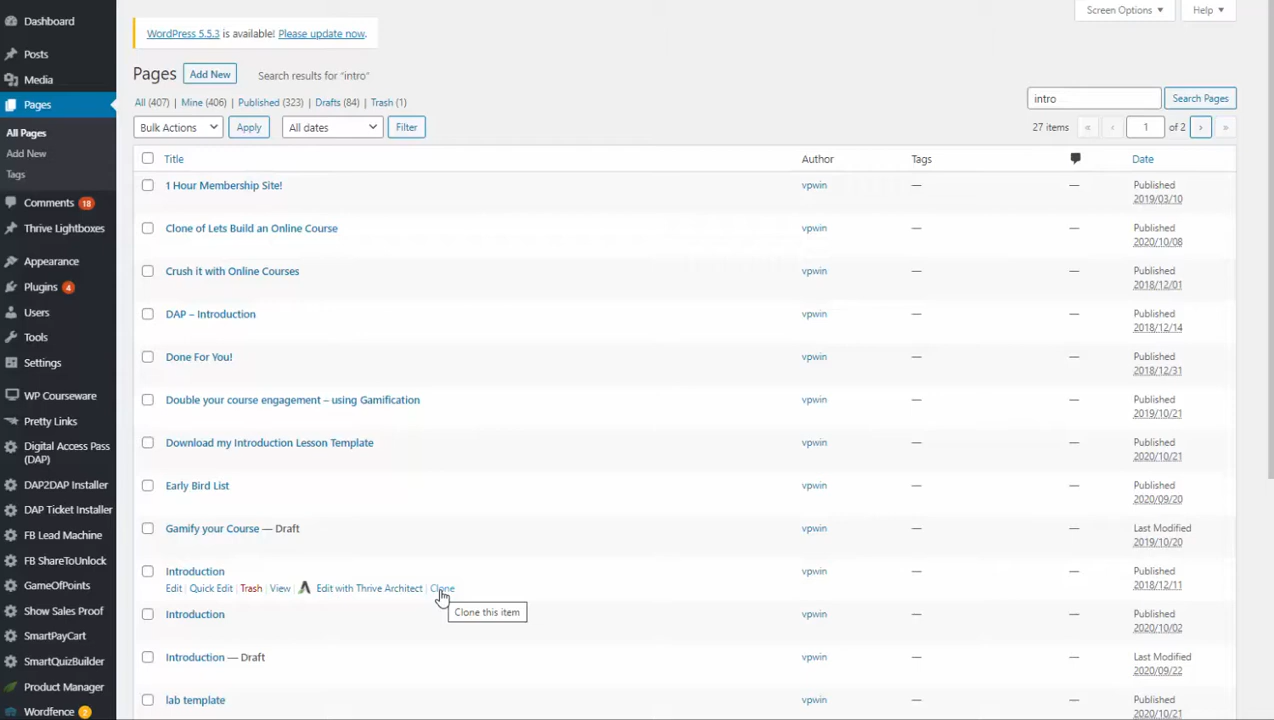 Dashboard
Posts
Media
Pages
All Pages
Add New
Tags
Comments 18
Thrive Lightboxes
Appearance
Plugins 4
Users
Tools
Settings
WP Courseware
Pretty Links
Digital Access Pass
(DAP)
DAP2DAP Installer
DAP Ticket Installer
FB Lead Machine
FB ShareToUnlock
GameOfPoints
Show Sales Proof
SmartPayCart
SmartQuizBuilder
Product Manager
Wordfence 2
Screen Options
Help
WordPress 5.5.3 is available! Please update now.
Pages Add New Search results for “intro”
All (407) | Mine (406) | Published (323) | Drafts (84) | Trash (1)
intro Search Pages
Bulk Actions Apply All dates Filter
27 items « ‹ 1 of 2 › »
Title Author Tags Date
1 Hour Membership Site! vpwin — — Published
2019/03/10
Clone of Lets Build an Online Course vpwin — — Published
2020/10/08
Crush it with Online Courses vpwin — — Published
2018/12/01
DAP – Introduction vpwin — — Published
2018/12/14
Done For You! vpwin — — Published
2018/12/31
Double your course engagement – using Gamification vpwin — — Published
2019/10/21
Download my Introduction Lesson Template vpwin — — Published
2020/10/21
Early Bird List vpwin — — Published
2020/09/20
Gamify your Course — Draft vpwin — — Last Modified
2019/10/20
Introduction vpwin — — Published
2018/12/11
Edit | Quick Edit | Trash | View | Edit with Thrive Architect | Clone
Clone this item
Introduction vpwin — — Published
2020/10/02
Introduction — Draft vpwin — — Last Modified
2020/09/22
lab template vpwin — — Published
2020/10/21